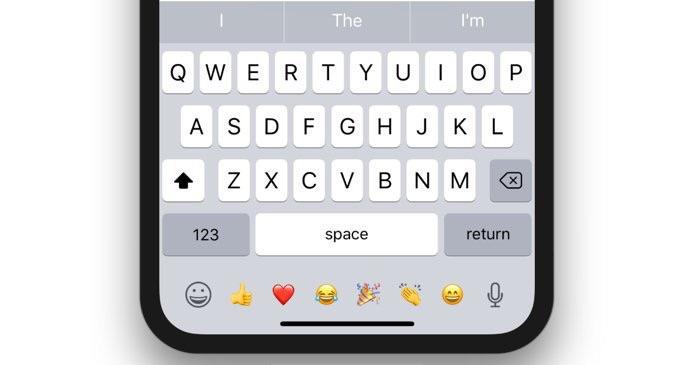 I The I'm
Q W E R T Y U I O P
A S D F G H J K L
Z X C V B N M
123 space return